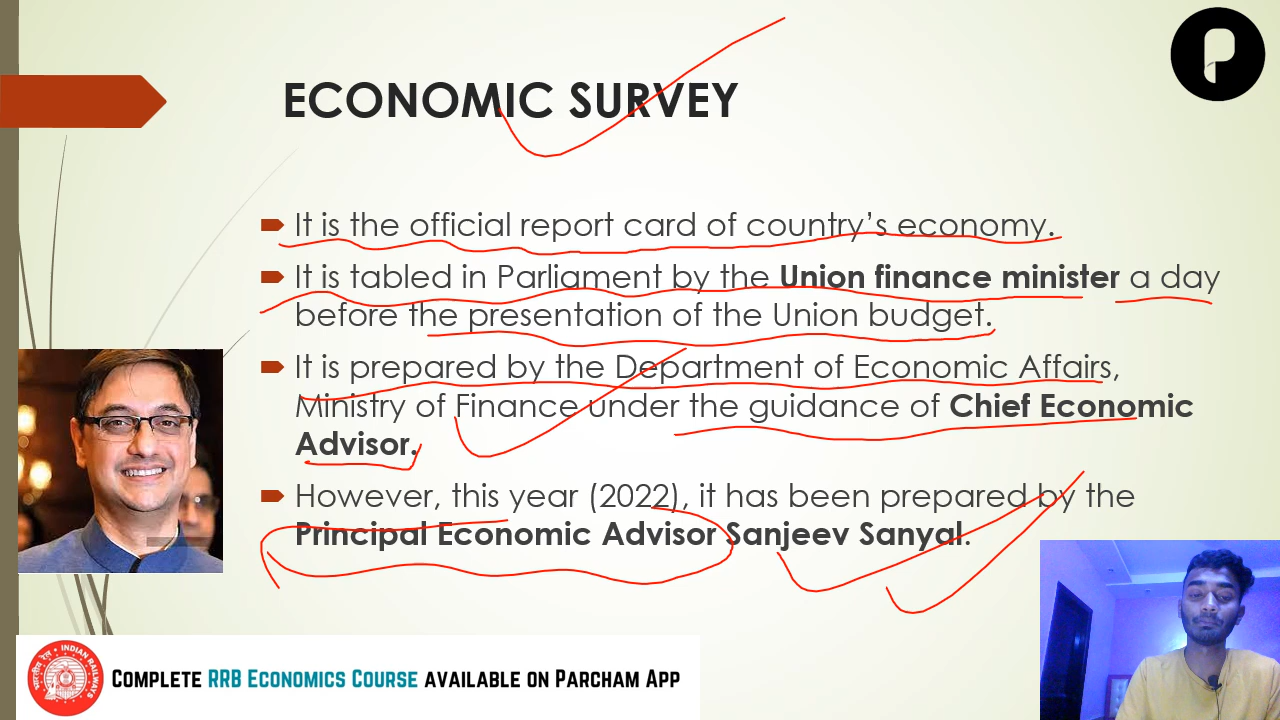 ECONOMIC SURVEY
It is the official report card of country’s economy.
It is tabled in Parliament by the Union finance minister a day
before the presentation of the Union budget.
It is prepared by the Department of Economic Affairs,
Ministry of Finance under the guidance of Chief Economic
Advisor.
However, this year (2022), it has been prepared by the
Principal Economic Advisor Sanjeev Sanyal.
INDIAN RAILWAYS
भारतीय रेल
COMPLETE RRB ECONOMICS COURSE AVAILABLE ON PARCHAM APP